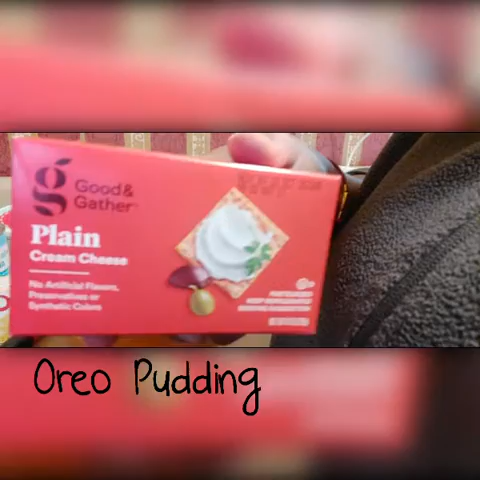 Good&
Gather
Plain
Cream Cheese
No Artificial Flavors,
Preservatives or
Synthetic Colors
Oreo Pudding